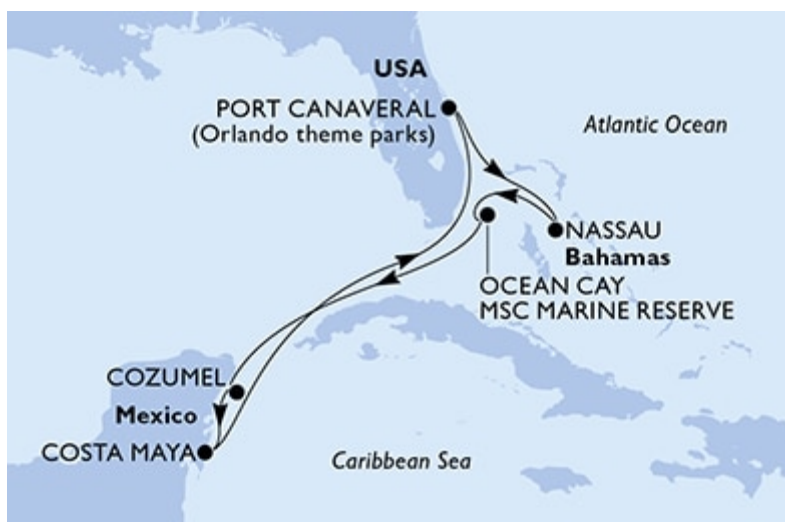 USA
PORT CANAVERAL
(Orlando theme parks)
Atlantic Ocean
NASSAU
Bahamas
OCEAN CAY
MSC MARINE RESERVE
COZUMEL
Mexico
COSTA MAYA
Caribbean Sea